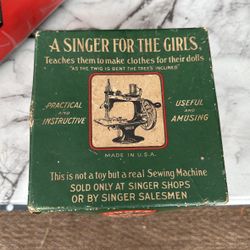 A SINGER FOR THE GIRLS
Teaches them to make clothes for their dolls
"AS THE TWIG IS BENT THE TREE'S INCLINED"
PRACTICAL
AND
INSTRUCTIVE
USEFUL
AND
AMUSING
MADE IN U.S.A.
This is not a toy but a real Sewing Machine
SOLD ONLY AT SINGER SHOPS
OR BY SINGER SALESMEN